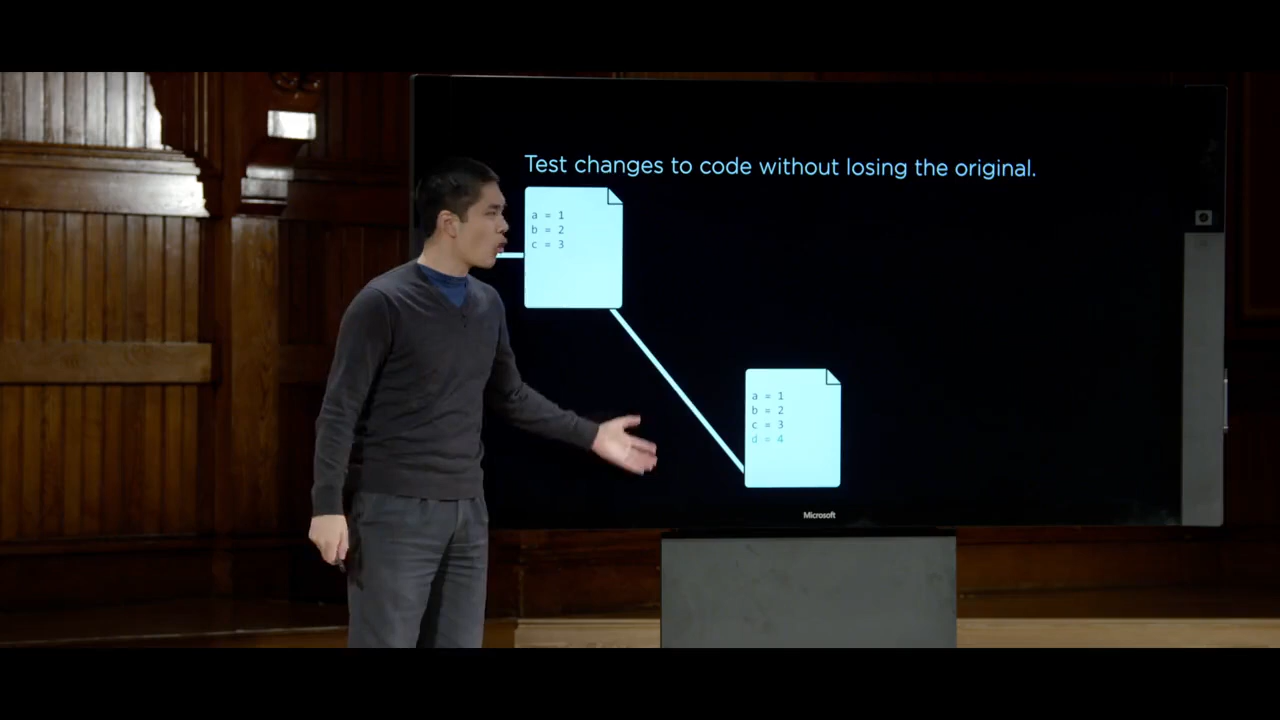 Test changes to code without losing the original.
a = 1
b = 2
c = 3
a = 1
b = 2
c = 3
d = 4
Microsoft